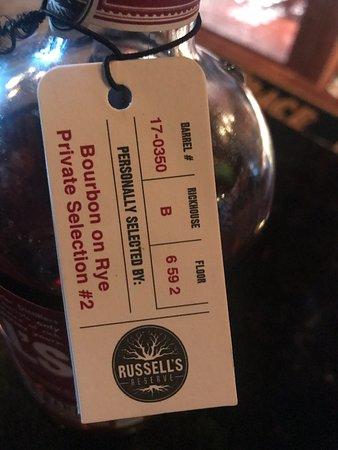 BARREL # RICKHOUSE FLOOR
17-0350 B 6 59 2
PERSONALLY SELECTED BY:
Bourbon on Rye
Private Selection #2
RUSSELL'S
RESERVE